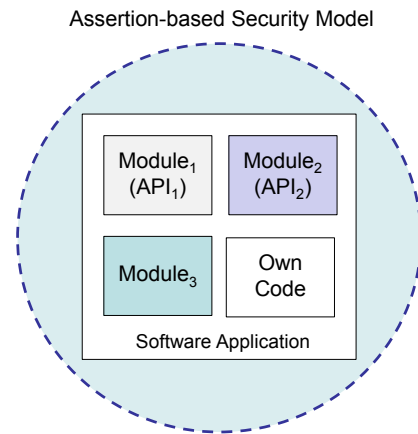 Assertion-based Security Model
Module₁ Module₂
(API₁) (API₂)
Module₃ Own
Code
Software Application